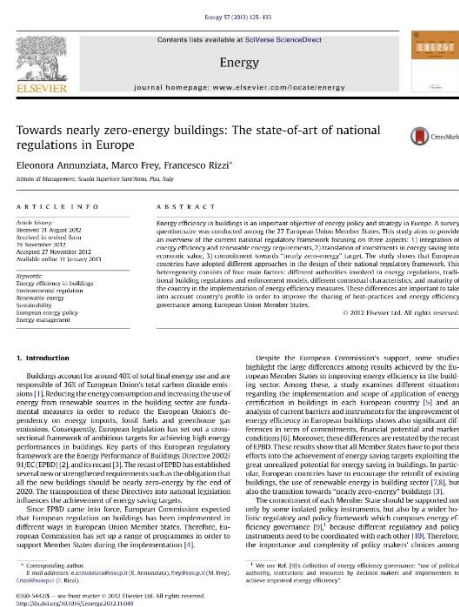 Energy 57 (2013) 125-133
Contents lists available at SciVerse ScienceDirect
Energy
journal homepage: www.elsevier.com/locate/energy
ELSEVIER
Towards nearly zero-energy buildings: The state-of-art of national
regulations in Europe
CrossMark
Eleonora Annunziata, Marco Frey, Francesco Rizzi*
Istituto di Management, Scuola Superiore Sant'Anna, Pisa, Italy
ARTICLE INFO
Article history:
Received 31 August 2012
Received in revised form
19 November 2012
Accepted 27 November 2012
Available online 11 January 2013
Keywords:
Energy efficiency in buildings
Environmental regulation
Renewable energy
Sustainability
European energy policy
Energy management
ABSTRACT
Energy efficiency in buildings is an important objective of energy policy and strategy in Europe. A survey
questionnaire was conducted among the 27 European Union Member States. This study aims to provide
an overview of the current national regulatory framework focusing on three aspects: 1) integration of
energy efficiency and renewable energy requirements, 2) translation of investments in energy saving into
economic value, 3) commitment towards "nearly zero-energy" target. The study shows that European
countries have adopted different approaches in the design of their national regulatory framework. This
heterogeneity consists of four main factors: different authorities involved in energy regulations, tradi-
tional building regulations and enforcement models, different contextual characteristics, and maturity of
the country in the implementation of energy efficiency measures. These differences are important to take
into account country's profile in order to improve the sharing of best-practices and energy efficiency
governance among European Union Member States.
© 2012 Elsevier Ltd. All rights reserved.
1. Introduction
Buildings account for around 40% of total final energy use and are
responsible of 36% of European Union's total carbon dioxide emis-
sions [1]. Reducing the energy consumption and increasing the use of
energy from renewable sources in the building sector are funda-
mental measures in order to reduce the European Union's de-
pendency on energy imports, fossil fuels and greenhouse gas
emissions. Consequently, European legislation has set out a cross-
sectional framework of ambitious targets for achieving high energy
performances in buildings. Key parts of this European regulatory
framework are the Energy Performance of Buildings Directive 2002/
91/EC (EPBD) [2], and its recast [3]. The recast of EPBD has established
several new or strengthened requirements such as the obligation that
all the new buildings should be nearly zero-energy by the end of
2020. The transposition of these Directives into national legislation
influences the achievement of energy saving targets.
Since EPBD came into force, European Commission expected
that European regulation on buildings has been implemented in
different ways in European Union Member States. Therefore, Eu-
ropean Commission has set up a range of programmes in order to
support Member States during the implementation [4].
Despite the European Commission's support, some studies
highlight the large differences among results achieved by the Eu-
ropean Member States in improving energy efficiency in the build-
ing sector. Among these, a study examines different situations
regarding the implementation and scope of application of energy
certification in buildings in each European country [5] and an
analysis of current barriers and instruments for the improvement of
energy efficiency in European buildings shows also significant dif-
ferences in term of commitments, financial potential and market
conditions [6]. Moreover, these differences are restated by the recast
of EPBD. These results show that all Member States have to put their
efforts into the achievement of energy saving targets exploiting the
great unrealized potential for energy saving in buildings. In partic-
ular, European countries have to encourage the retrofit of existing
buildings, the use of renewable energy in building sector [7,8], but
also the transition towards "nearly zero-energy" buildings [3].
The commitment of each Member State should be supported not
only by some isolated policy instruments, but also by a wider ho-
listic regulatory and policy framework which composes energy ef-
ficiency governance [9],1 because different regulatory and policy
instruments need to be coordinated with each other [10]. Therefore,
the importance and complexity of policy makers' choices among
* Corresponding author.
E-mail addresses: e.annunziata@sssup.it (E. Annunziata), frey@sssup.it (M. Frey),
f.rizzi@sssup.it (F. Rizzi).
1 We use Ref. [9]'s definition of energy efficiency governance: "use of political
authority, institutions and resources by decision makers and implementers to
achieve improved energy efficiency".
0360-5442/$ – see front matter © 2012 Elsevier Ltd. All rights reserved.
http://dx.doi.org/10.1016/j.energy.2012.11.049